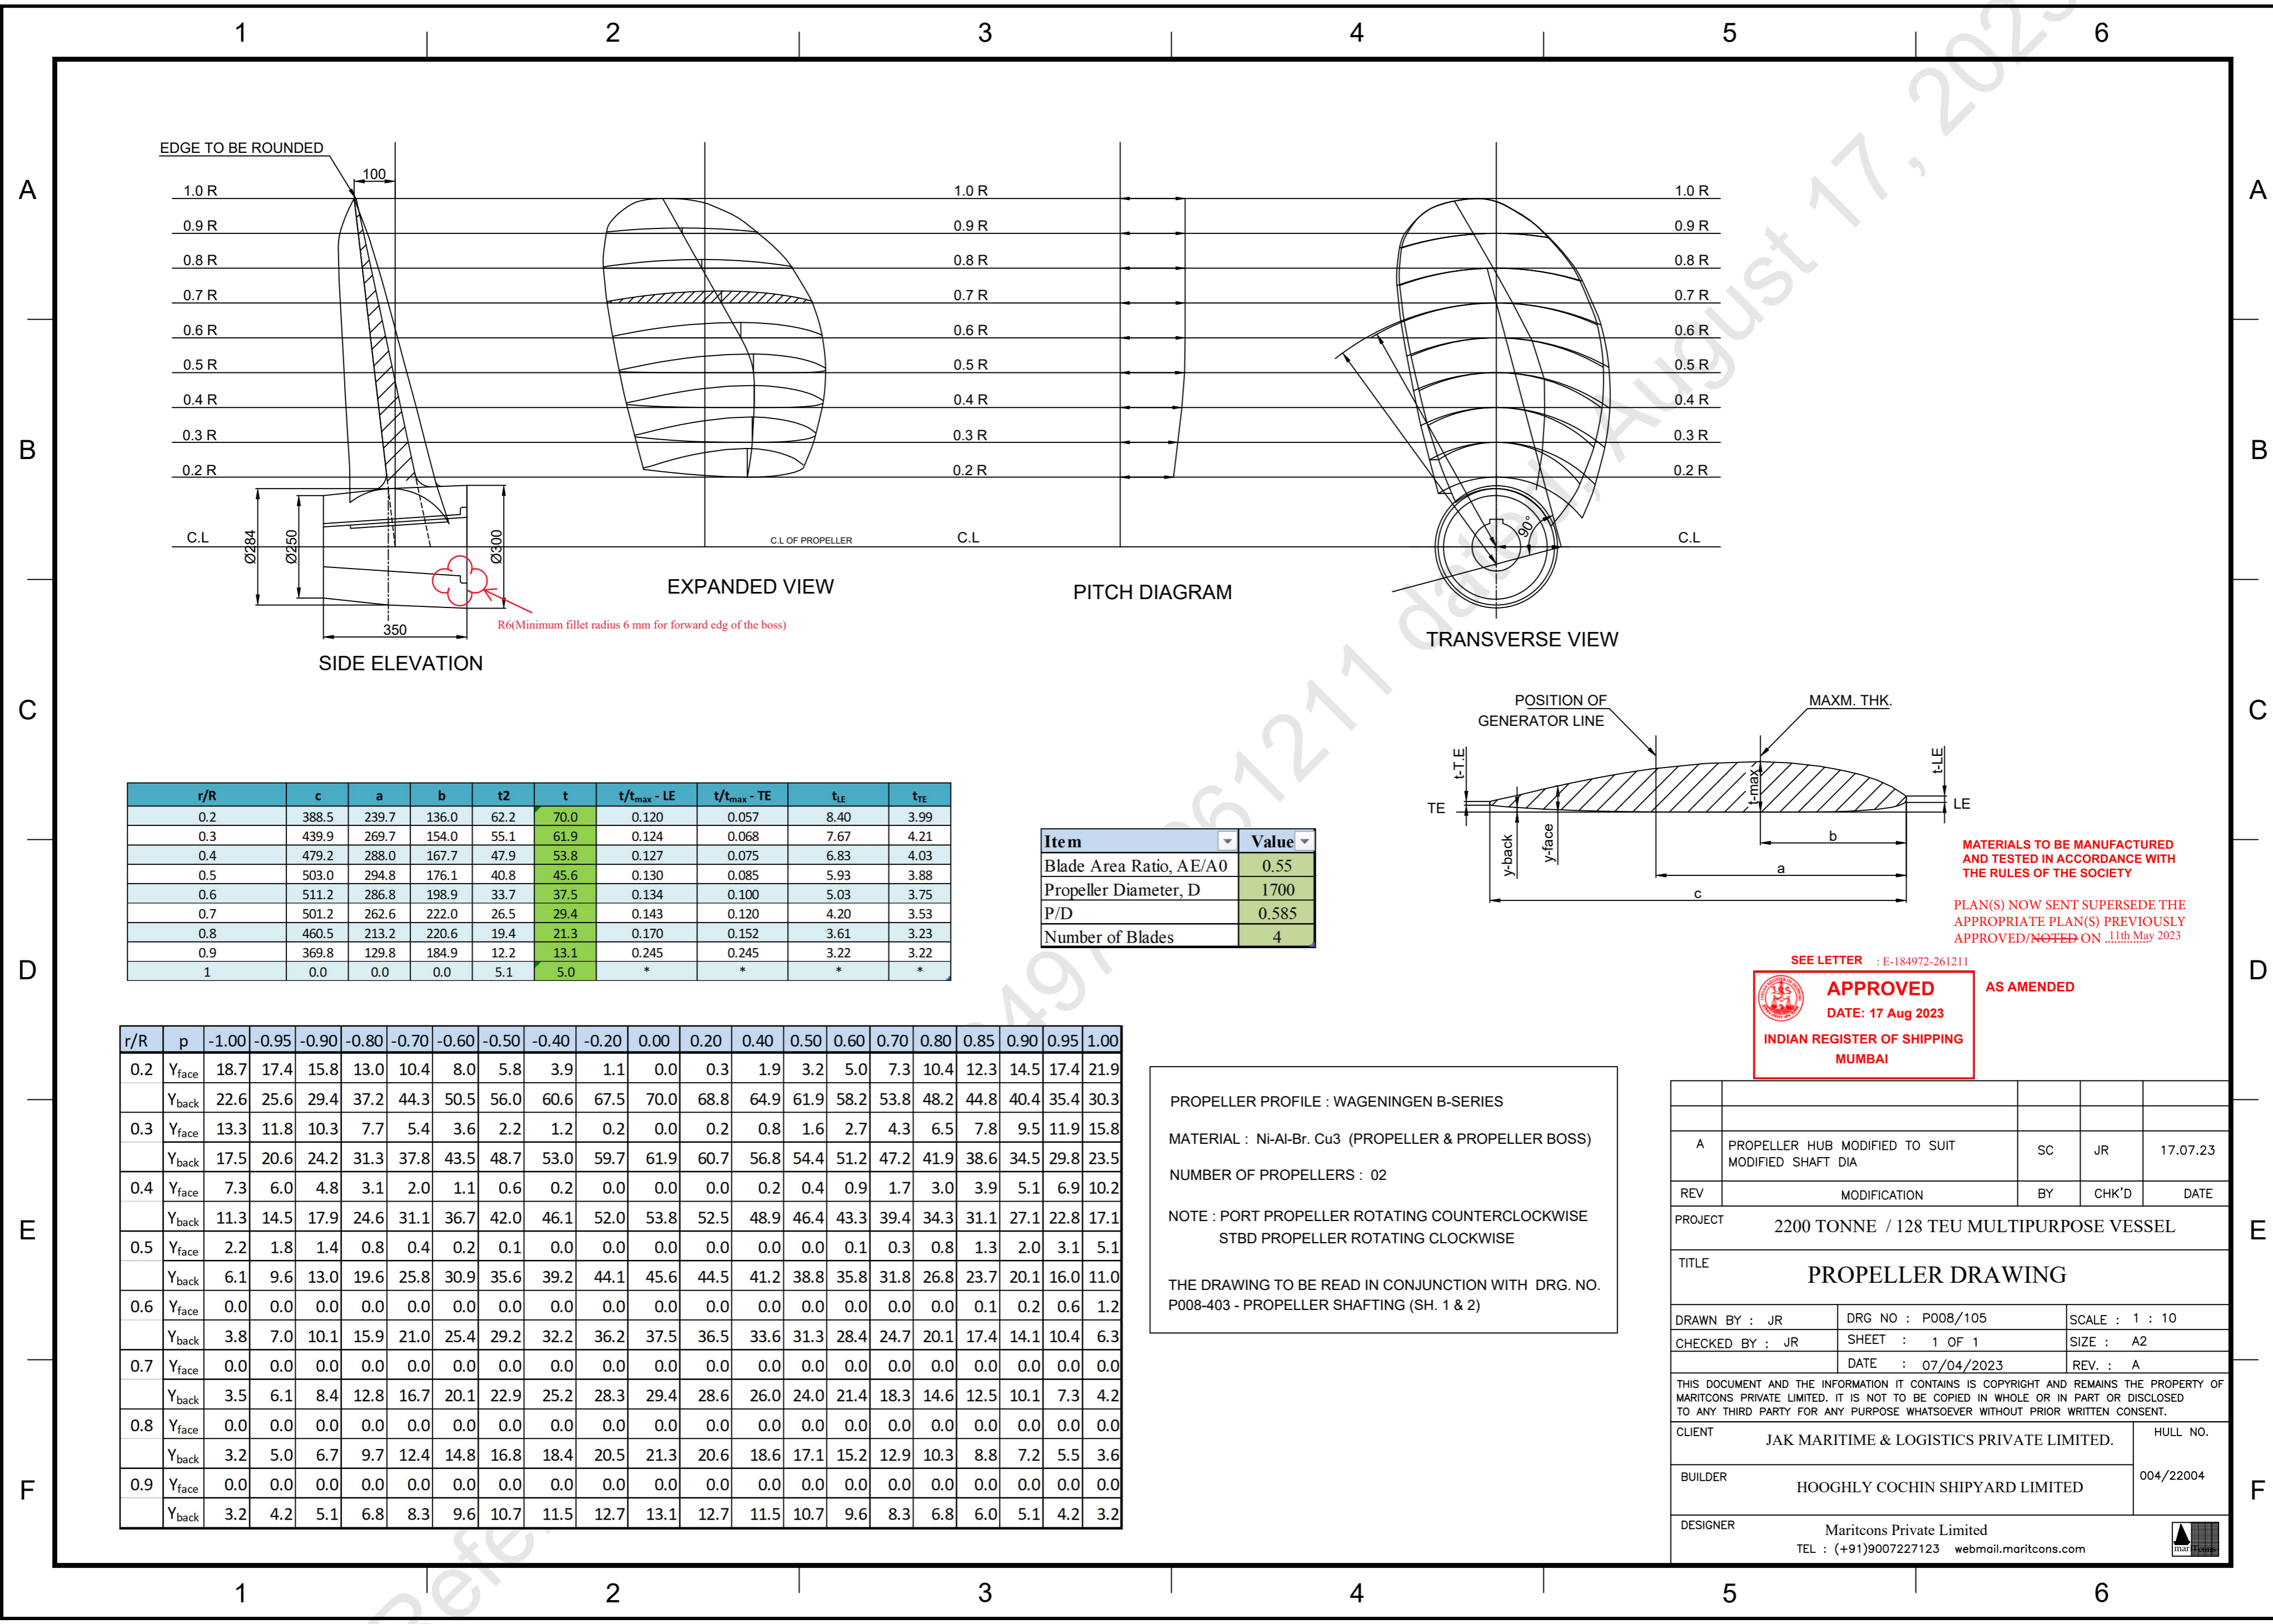 1 2 3 4 5 6
A A
B B
C C
D D
E E
F F
EDGE TO BE ROUNDED
100
1.0 R 1.0 R 1.0 R
0.9 R 0.9 R 0.9 R
0.8 R 0.8 R 0.8 R
0.7 R 0.7 R 0.7 R
0.6 R 0.6 R 0.6 R
0.5 R 0.5 R 0.5 R
0.4 R 0.4 R 0.4 R
0.3 R 0.3 R 0.3 R
0.2 R 0.2 R 0.2 R
C.L C.L OF PROPELLER C.L C.L
Ø284 Ø250 Ø300
90°
350
R6(Minimum fillet radius 6 mm for forward edg of the boss)
SIDE ELEVATION
EXPANDED VIEW
PITCH DIAGRAM
TRANSVERSE VIEW
POSITION OF
GENERATOR LINE
MAXM. THK.
t-T.E
t-max
t-LE
TE
LE
y-back
y-face
b
a
c
r/R c a b t2 t t/tmax - LE t/tmax - TE tLE tTE
0.2 388.5 239.7 136.0 62.2 70.0 0.120 0.057 8.40 3.99
0.3 439.9 269.7 154.0 55.1 61.9 0.124 0.068 7.67 4.21
0.4 479.2 288.0 167.7 47.9 53.8 0.127 0.075 6.83 4.03
0.5 503.0 294.8 176.1 40.8 45.6 0.130 0.085 5.93 3.88
0.6 511.2 286.8 198.9 33.7 37.5 0.134 0.100 5.03 3.75
0.7 501.2 262.6 222.0 26.5 29.4 0.143 0.120 4.20 3.53
0.8 460.5 213.2 220.6 19.4 21.3 0.170 0.152 3.61 3.23
0.9 369.8 129.8 184.9 12.2 13.1 0.245 0.245 3.22 3.22
1 0.0 0.0 0.0 5.1 5.0 * * * *
Item Value
Blade Area Ratio, AE/A0 0.55
Propeller Diameter, D 1700
P/D 0.585
Number of Blades 4
MATERIALS TO BE MANUFACTURED
AND TESTED IN ACCORDANCE WITH
THE RULES OF THE SOCIETY
PLAN(S) NOW SENT SUPERSEDE THE
APPROPRIATE PLAN(S) PREVIOUSLY
APPROVED/NOTED ON 11th May 2023
SEE LETTER : E-184972-261211
APPROVED
DATE: 17 Aug 2023
INDIAN REGISTER OF SHIPPING
MUMBAI
AS AMENDED
r/R p -1.00 -0.95 -0.90 -0.80 -0.70 -0.60 -0.50 -0.40 -0.20 0.00 0.20 0.40 0.50 0.60 0.70 0.80 0.85 0.90 0.95 1.00
0.2 Yface 18.7 17.4 15.8 13.0 10.4 8.0 5.8 3.9 1.1 0.0 0.3 1.9 3.2 5.0 7.3 10.4 12.3 14.5 17.4 21.9
Yback 22.6 25.6 29.4 37.2 44.3 50.5 56.0 60.6 67.5 70.0 68.8 64.9 61.9 58.2 53.8 48.2 44.8 40.4 35.4 30.3
0.3 Yface 13.3 11.8 10.3 7.7 5.4 3.6 2.2 1.2 0.2 0.0 0.2 0.8 1.6 2.7 4.3 6.5 7.8 9.5 11.9 15.8
Yback 17.5 20.6 24.2 31.3 37.8 43.5 48.7 53.0 59.7 61.9 60.7 56.8 54.4 51.2 47.2 41.9 38.6 34.5 29.8 23.5
0.4 Yface 7.3 6.0 4.8 3.1 2.0 1.1 0.6 0.2 0.0 0.0 0.0 0.2 0.4 0.9 1.7 3.0 3.9 5.1 6.9 10.2
Yback 11.3 14.5 17.9 24.6 31.1 36.7 42.0 46.1 52.0 53.8 52.5 48.9 46.4 43.3 39.4 34.3 31.1 27.1 22.8 17.1
0.5 Yface 2.2 1.8 1.4 0.8 0.4 0.2 0.1 0.0 0.0 0.0 0.0 0.0 0.0 0.1 0.3 0.8 1.3 2.0 3.1 5.1
Yback 6.1 9.6 13.0 19.6 25.8 30.9 35.6 39.2 44.1 45.6 44.5 41.2 38.8 35.8 31.8 26.8 23.7 20.1 16.0 11.0
0.6 Yface 0.0 0.0 0.0 0.0 0.0 0.0 0.0 0.0 0.0 0.0 0.0 0.0 0.0 0.0 0.0 0.0 0.1 0.2 0.6 1.2
Yback 3.8 7.0 10.1 15.9 21.0 25.4 29.2 32.2 36.2 37.5 36.5 33.6 31.3 28.4 24.7 20.1 17.4 14.1 10.4 6.3
0.7 Yface 0.0 0.0 0.0 0.0 0.0 0.0 0.0 0.0 0.0 0.0 0.0 0.0 0.0 0.0 0.0 0.0 0.0 0.0 0.0 0.0
Yback 3.5 6.1 8.4 12.8 16.7 20.1 22.9 25.2 28.3 29.4 28.6 26.0 24.0 21.4 18.3 14.6 12.5 10.1 7.3 4.2
0.8 Yface 0.0 0.0 0.0 0.0 0.0 0.0 0.0 0.0 0.0 0.0 0.0 0.0 0.0 0.0 0.0 0.0 0.0 0.0 0.0 0.0
Yback 3.2 5.0 6.7 9.7 12.4 14.8 16.8 18.4 20.5 21.3 20.6 18.6 17.1 15.2 12.9 10.3 8.8 7.2 5.5 3.6
0.9 Yface 0.0 0.0 0.0 0.0 0.0 0.0 0.0 0.0 0.0 0.0 0.0 0.0 0.0 0.0 0.0 0.0 0.0 0.0 0.0 0.0
Yback 3.2 4.2 5.1 6.8 8.3 9.6 10.7 11.5 12.7 13.1 12.7 11.5 10.7 9.6 8.3 6.8 6.0 5.1 4.2 3.2
PROPELLER PROFILE : WAGENINGEN B-SERIES
MATERIAL : Ni-Al-Br. Cu3 (PROPELLER & PROPELLER BOSS)
NUMBER OF PROPELLERS : 02
NOTE : PORT PROPELLER ROTATING COUNTERCLOCKWISE
STBD PROPELLER ROTATING CLOCKWISE
THE DRAWING TO BE READ IN CONJUNCTION WITH DRG. NO.
P008-403 - PROPELLER SHAFTING (SH. 1 & 2)
A PROPELLER HUB MODIFIED TO SUIT SC JR 17.07.23
MODIFIED SHAFT DIA
REV MODIFICATION BY CHK'D DATE
PROJECT 2200 TONNE / 128 TEU MULTIPURPOSE VESSEL
TITLE PROPELLER DRAWING
DRAWN BY : JR DRG NO : P008/105 SCALE : 1 : 10
CHECKED BY : JR SHEET : 1 OF 1 SIZE : A2
DATE : 07/04/2023 REV. : A
THIS DOCUMENT AND THE INFORMATION IT CONTAINS IS COPYRIGHT AND REMAINS THE PROPERTY OF
MARITCONS PRIVATE LIMITED. IT IS NOT TO BE COPIED IN WHOLE OR IN PART OR DISCLOSED
TO ANY THIRD PARTY FOR ANY PURPOSE WHATSOEVER WITHOUT PRIOR WRITTEN CONSENT.
CLIENT JAK MARITIME & LOGISTICS PRIVATE LIMITED. HULL NO.
BUILDER HOOGHLY COCHIN SHIPYARD LIMITED 004/22004
DESIGNER Maritcons Private Limited
TEL : (+91)9007227123 webmail.maritcons.com
1 2 3 4 5 6